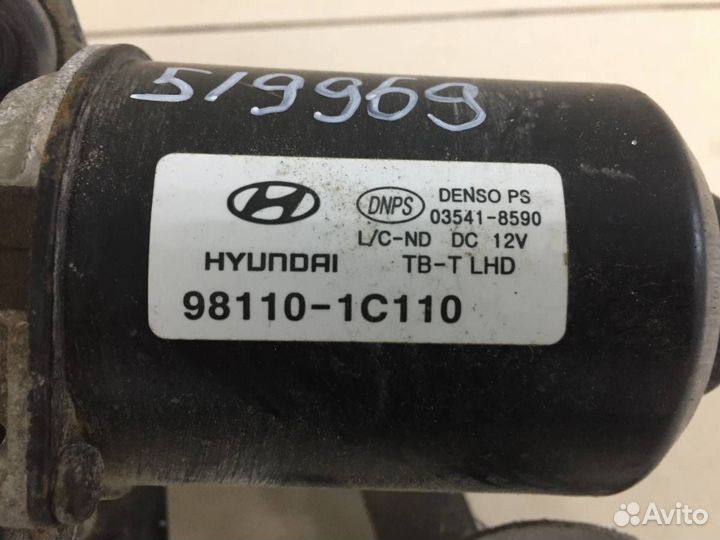 519969
DNPS
DENSO PS
03541-8590
L/C-ND DC 12V
HYUNDAI
TB-T LHD
98110-1C110
Avito